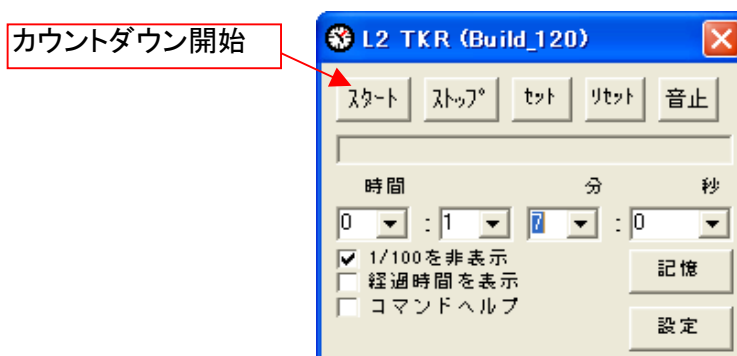 カウントダウン開始
L2 TKR (Build_120)
ｽﾀｰﾄ ｽﾄｯﾌﾟ ｾｯﾄ ﾘｾｯﾄ 音止
時間 分 秒
0 : 1 7 : 0
1/100を非表示
経過時間を表示
コマンドヘルプ
記憶
設定